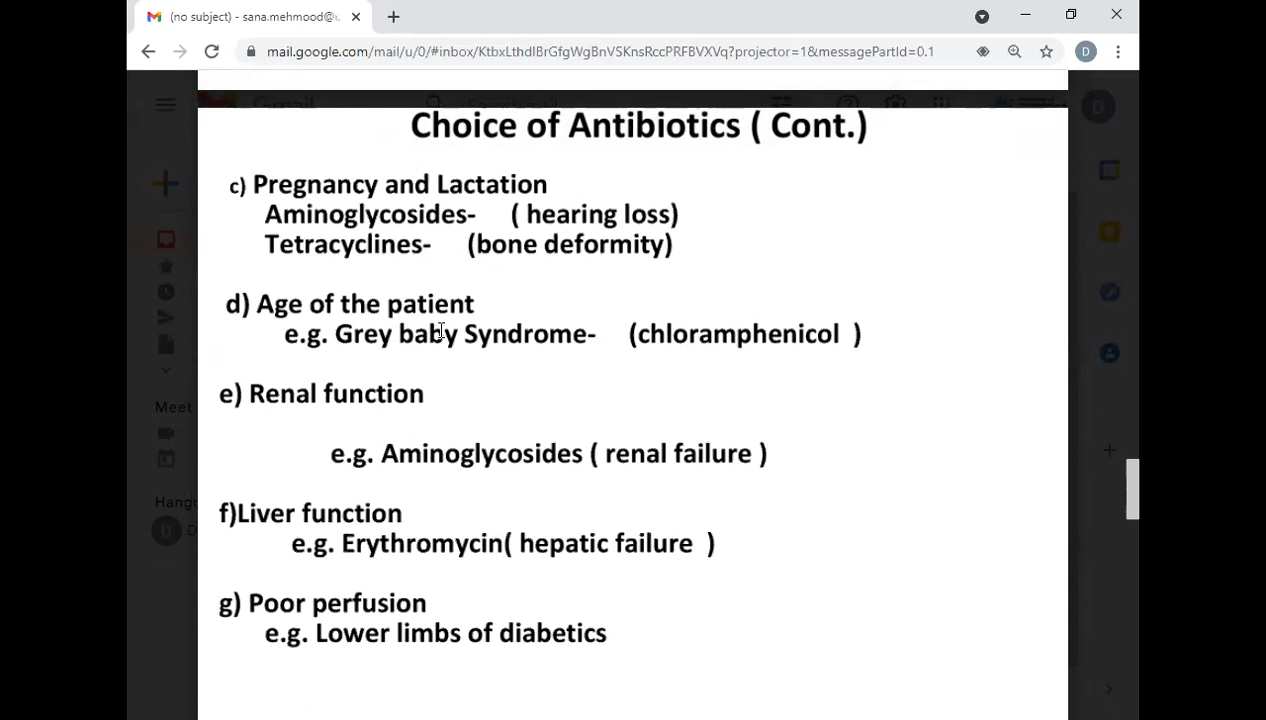 (no subject) - sana.mehmood@
mail.google.com/mail/u/0/#inbox/KtbxLthdlBrGfgWgBnVSKnsRccPRFBVXVq?projector=1&messagePartId=0.1
D
Gmail
D
Choice of Antibiotics ( Cont.)
c) Pregnancy and Lactation
Aminoglycosides- ( hearing loss)
Tetracyclines- (bone deformity)
d) Age of the patient
e.g. Grey baby Syndrome- (chloramphenicol )
e) Renal function
Meet
e.g. Aminoglycosides ( renal failure )
Hango
f)Liver function
D D
e.g. Erythromycin( hepatic failure )
g) Poor perfusion
e.g. Lower limbs of diabetics